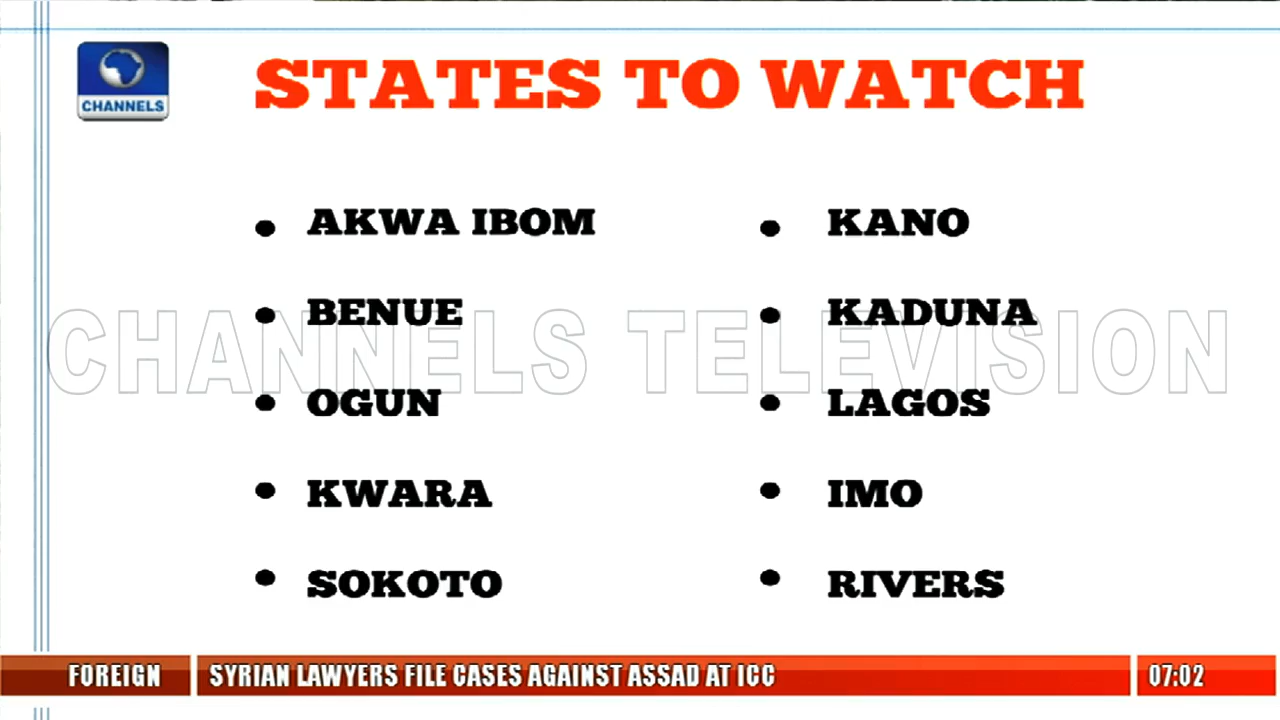 CHANNELS
STATES TO WATCH
AKWA IBOM
BENUE
OGUN
KWARA
SOKOTO
KANO
KADUNA
LAGOS
IMO
RIVERS
CHANNELS TELEVISION
FOREIGN
SYRIAN LAWYERS FILE CASES AGAINST ASSAD AT ICC
07:02